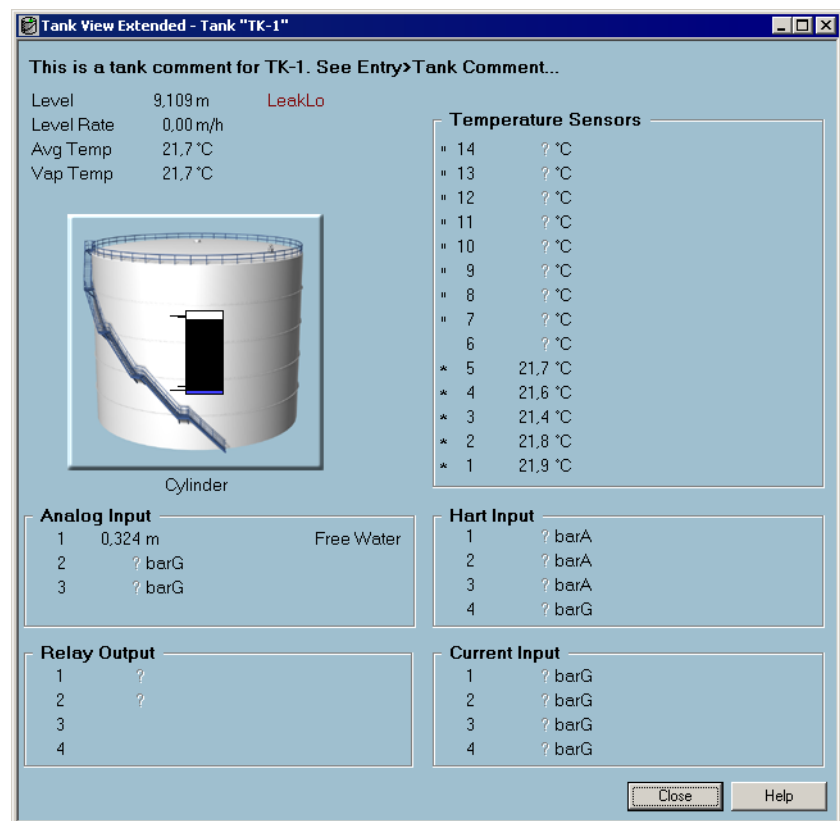 Tank View Extended - Tank "TK-1"
This is a tank comment for TK-1. See Entry>Tank Comment...
Level 9,109 m LeakLo
Level Rate 0,00 m/h
Avg Temp 21,7 °C
Vap Temp 21,7 °C
Cylinder
Temperature Sensors
" 14 ? °C
" 13 ? °C
" 12 ? °C
" 11 ? °C
" 10 ? °C
" 9 ? °C
" 8 ? °C
" 7 ? °C
6 ? °C
* 5 21,7 °C
* 4 21,6 °C
* 3 21,4 °C
* 2 21,8 °C
* 1 21,9 °C
Analog Input
1 0,324 m Free Water
2 ? barG
3 ? barG
Hart Input
1 ? barA
2 ? barA
3 ? barA
4 ? barG
Relay Output
1 ?
2 ?
3
4
Current Input
1 ? barG
2 ? barG
3 ? barG
4 ? barG
Close Help